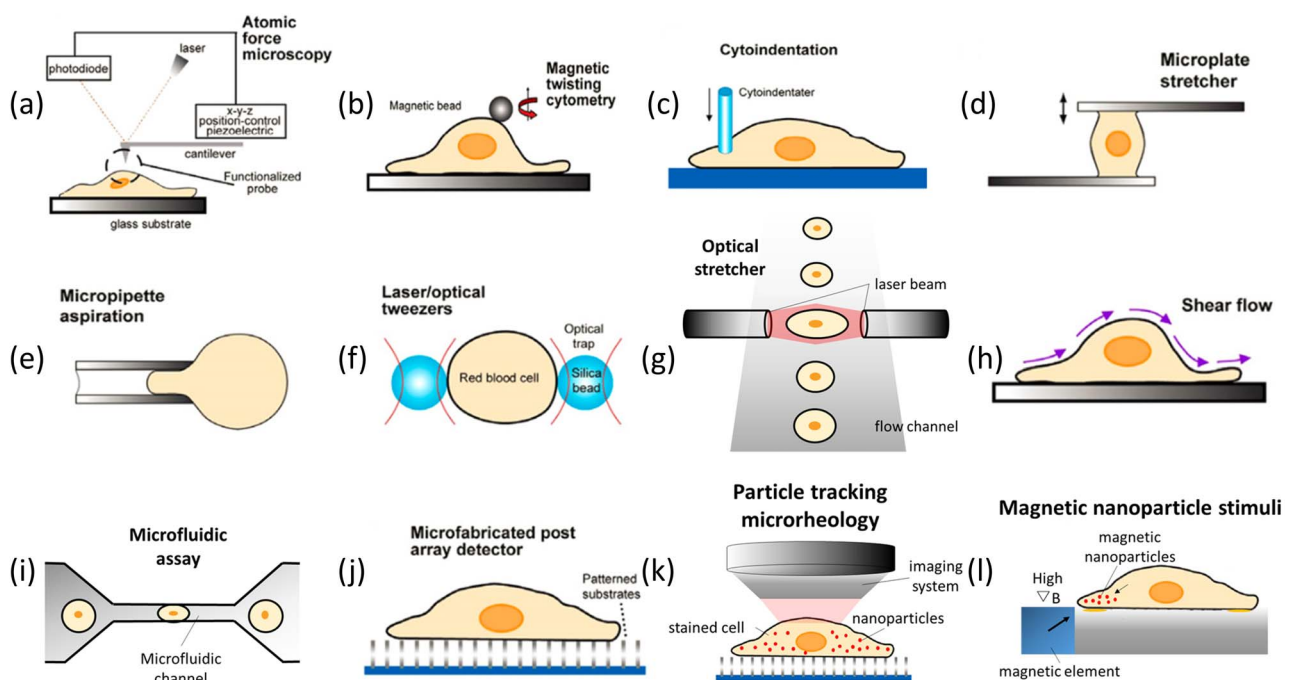 (a)
Atomic
force
microscopy
laser
photodiode
x-y-z
position-control
piezoelectric
cantilever
Functionalized
probe
glass substrate
(b)
Magnetic
twisting
cytometry
Magnetic bead
(c)
Cytoindentation
Cytoindentater
(d)
Microplate
stretcher
(e)
Micropipette
aspiration
(f)
Laser/optical
tweezers
Optical
trap
Red blood cell
Silica
bead
(g)
Optical
stretcher
laser beam
flow channel
(h)
Shear flow
(i)
Microfluidic
assay
Microfluidic
channel
(j)
Microfabricated post
array detector
Patterned
substrates
(k)
Particle tracking
microrheology
imaging
system
stained cell
nanoparticles
(l)
Magnetic nanoparticle stimuli
magnetic
nanoparticles
High
▽B
magnetic element